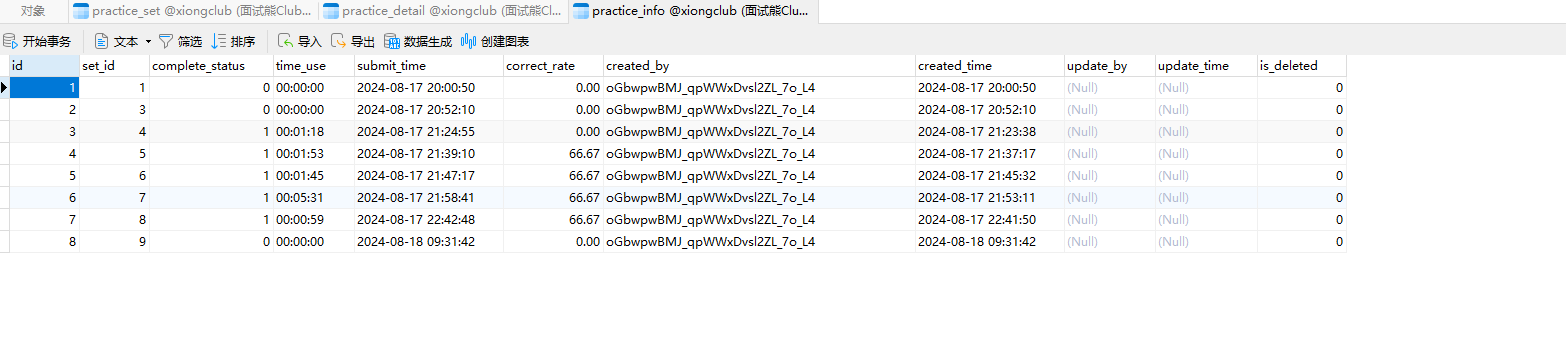 对象 practice_set @xiongclub (面试熊Club... practice_detail @xiongclub (面试熊Cl... practice_info @xiongclub (面试熊Clu...
开始事务 文本 筛选 排序 导入 导出 数据生成 创建图表
id set_id complete_status time_use submit_time correct_rate created_by created_time update_by update_time is_deleted
1 1 0 00:00:00 2024-08-17 20:00:50 0.00 oGbwpwBMJ_qpWWxDvsl2ZL_7o_L4 2024-08-17 20:00:50 (Null) (Null) 0
2 3 0 00:00:00 2024-08-17 20:52:10 0.00 oGbwpwBMJ_qpWWxDvsl2ZL_7o_L4 2024-08-17 20:52:10 (Null) (Null) 0
3 4 1 00:01:18 2024-08-17 21:24:55 0.00 oGbwpwBMJ_qpWWxDvsl2ZL_7o_L4 2024-08-17 21:23:38 (Null) (Null) 0
4 5 1 00:01:53 2024-08-17 21:39:10 66.67 oGbwpwBMJ_qpWWxDvsl2ZL_7o_L4 2024-08-17 21:37:17 (Null) (Null) 0
5 6 1 00:01:45 2024-08-17 21:47:17 66.67 oGbwpwBMJ_qpWWxDvsl2ZL_7o_L4 2024-08-17 21:45:32 (Null) (Null) 0
6 7 1 00:05:31 2024-08-17 21:58:41 66.67 oGbwpwBMJ_qpWWxDvsl2ZL_7o_L4 2024-08-17 21:53:11 (Null) (Null) 0
7 8 1 00:00:59 2024-08-17 22:42:48 66.67 oGbwpwBMJ_qpWWxDvsl2ZL_7o_L4 2024-08-17 22:41:50 (Null) (Null) 0
8 9 0 00:00:00 2024-08-18 09:31:42 0.00 oGbwpwBMJ_qpWWxDvsl2ZL_7o_L4 2024-08-18 09:31:42 (Null) (Null) 0